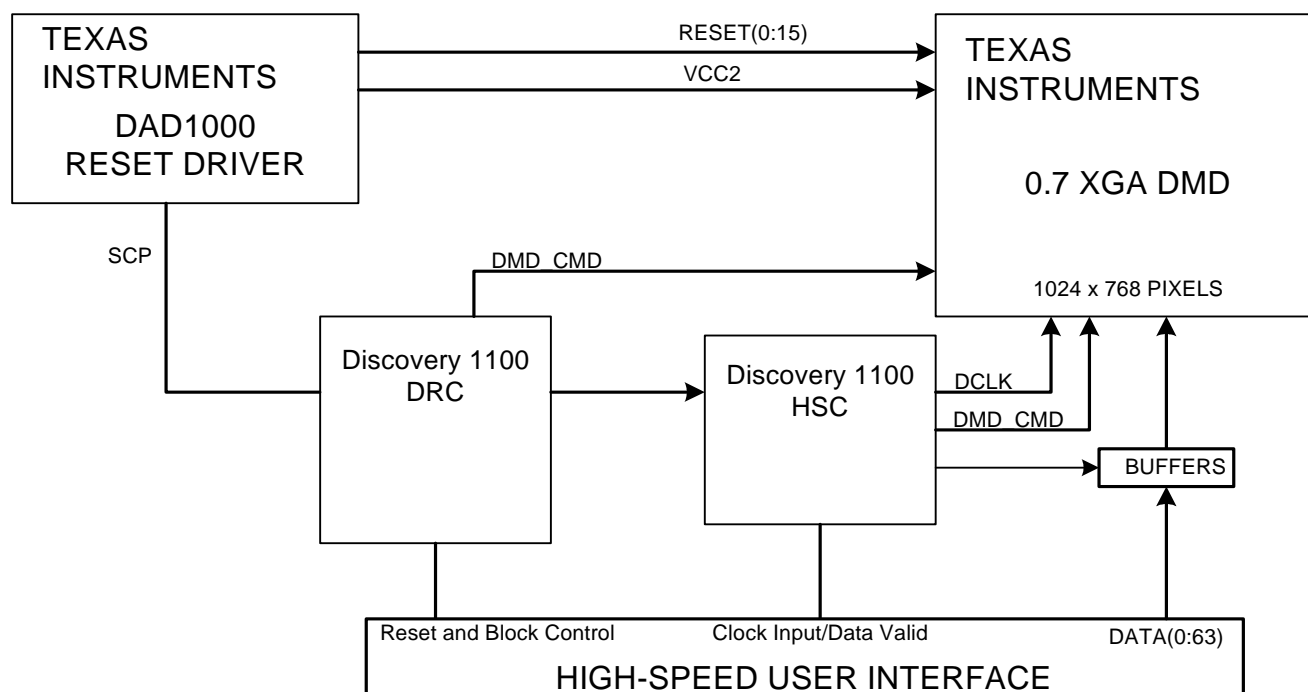 TEXAS
INSTRUMENTS
DAD1000
RESET DRIVER
RESET(0:15)
VCC2
TEXAS
INSTRUMENTS
0.7 XGA DMD
1024 x 768 PIXELS
SCP
DMD_CMD
Discovery 1100
DRC
Discovery 1100
HSC
DCLK
DMD_CMD
BUFFERS
Reset and Block Control
Clock Input/Data Valid
DATA(0:63)
HIGH-SPEED USER INTERFACE